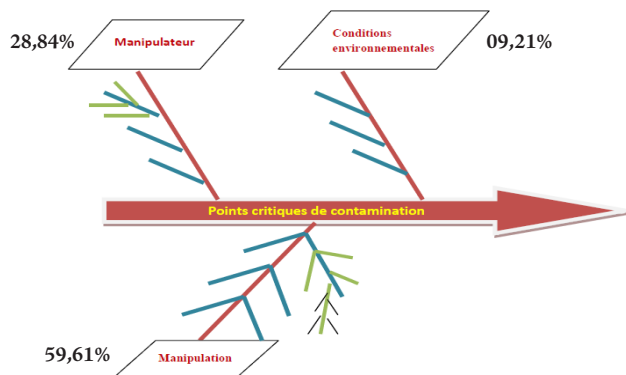 28,84%
Manipulateur
Conditions
environnementales
09,21%
Points critiques de contamination
59,61%
Manipulation